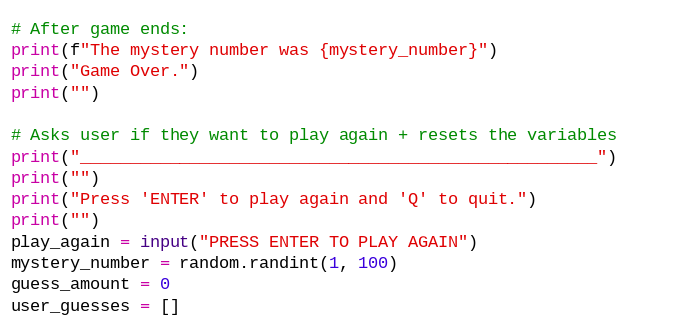 # After game ends:
print(f"The mystery number was {mystery_number}")
print("Game Over.")
print("")
# Asks user if they want to play again + resets the variables
print("____________________________________________________")
print("")
print("Press 'ENTER' to play again and 'Q' to quit.")
print("")
play_again = input("PRESS ENTER TO PLAY AGAIN")
mystery_number = random.randint(1, 100)
guess_amount = 0
user_guesses = []